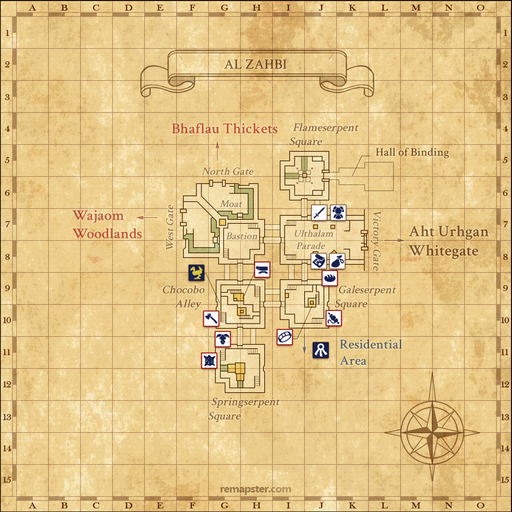 A B C D E F G H I J K L M N O
1 1
2 2
AL ZAHBI
3 3
4 4
Bhaflau Thickets
Flameserpent
Square
5 5
Hall of Binding
North Gate
6 6
Moat
West Gate
Wajaom
Woodlands
7 7
Bastion
Ulthalam
Parade
Victory Gate
Aht Urhgan
Whitegate
8 8
9 9
Chocobo
Alley
Galeserpent
Square
10 10
Residential
Area
11 11
12 12
Springserpent
Square
13 13
14 14
15 15
remapster.com
A B C D E F G H I J K L M N O